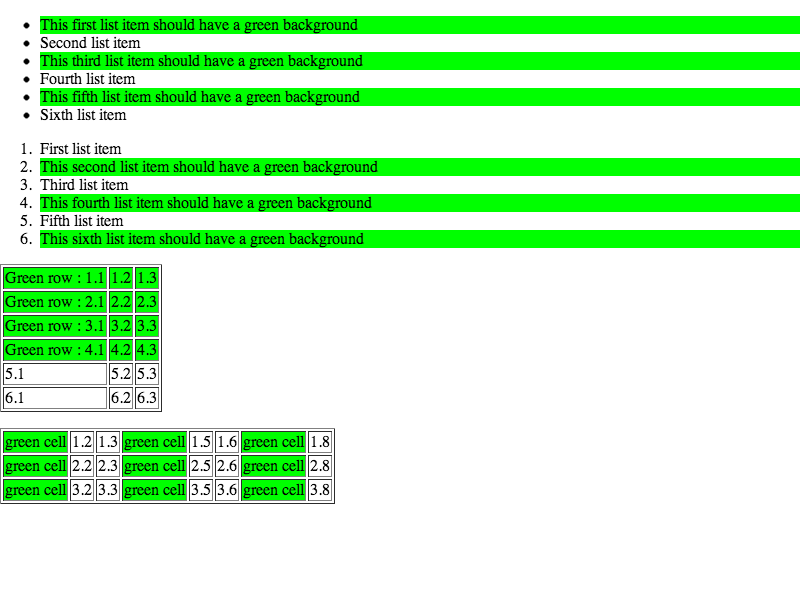 This first list item should have a green background
Second list item
This third list item should have a green background
Fourth list item
This fifth list item should have a green background
Sixth list item
1. First list item
2. This second list item should have a green background
3. Third list item
4. This fourth list item should have a green background
5. Fifth list item
6. This sixth list item should have a green background
Green row : 1.1 1.2 1.3
Green row : 2.1 2.2 2.3
Green row : 3.1 3.2 3.3
Green row : 4.1 4.2 4.3
5.1 5.2 5.3
6.1 6.2 6.3
green cell 1.2 1.3 green cell 1.5 1.6 green cell 1.8
green cell 2.2 2.3 green cell 2.5 2.6 green cell 2.8
green cell 3.2 3.3 green cell 3.5 3.6 green cell 3.8